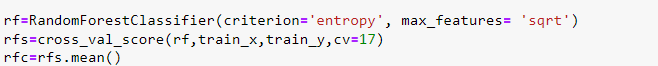 rf=RandomForestClassifier(criterion='entropy', max_features= 'sqrt')
rfs=cross_val_score(rf,train_x,train_y,cv=17)
rfc=rfs.mean()